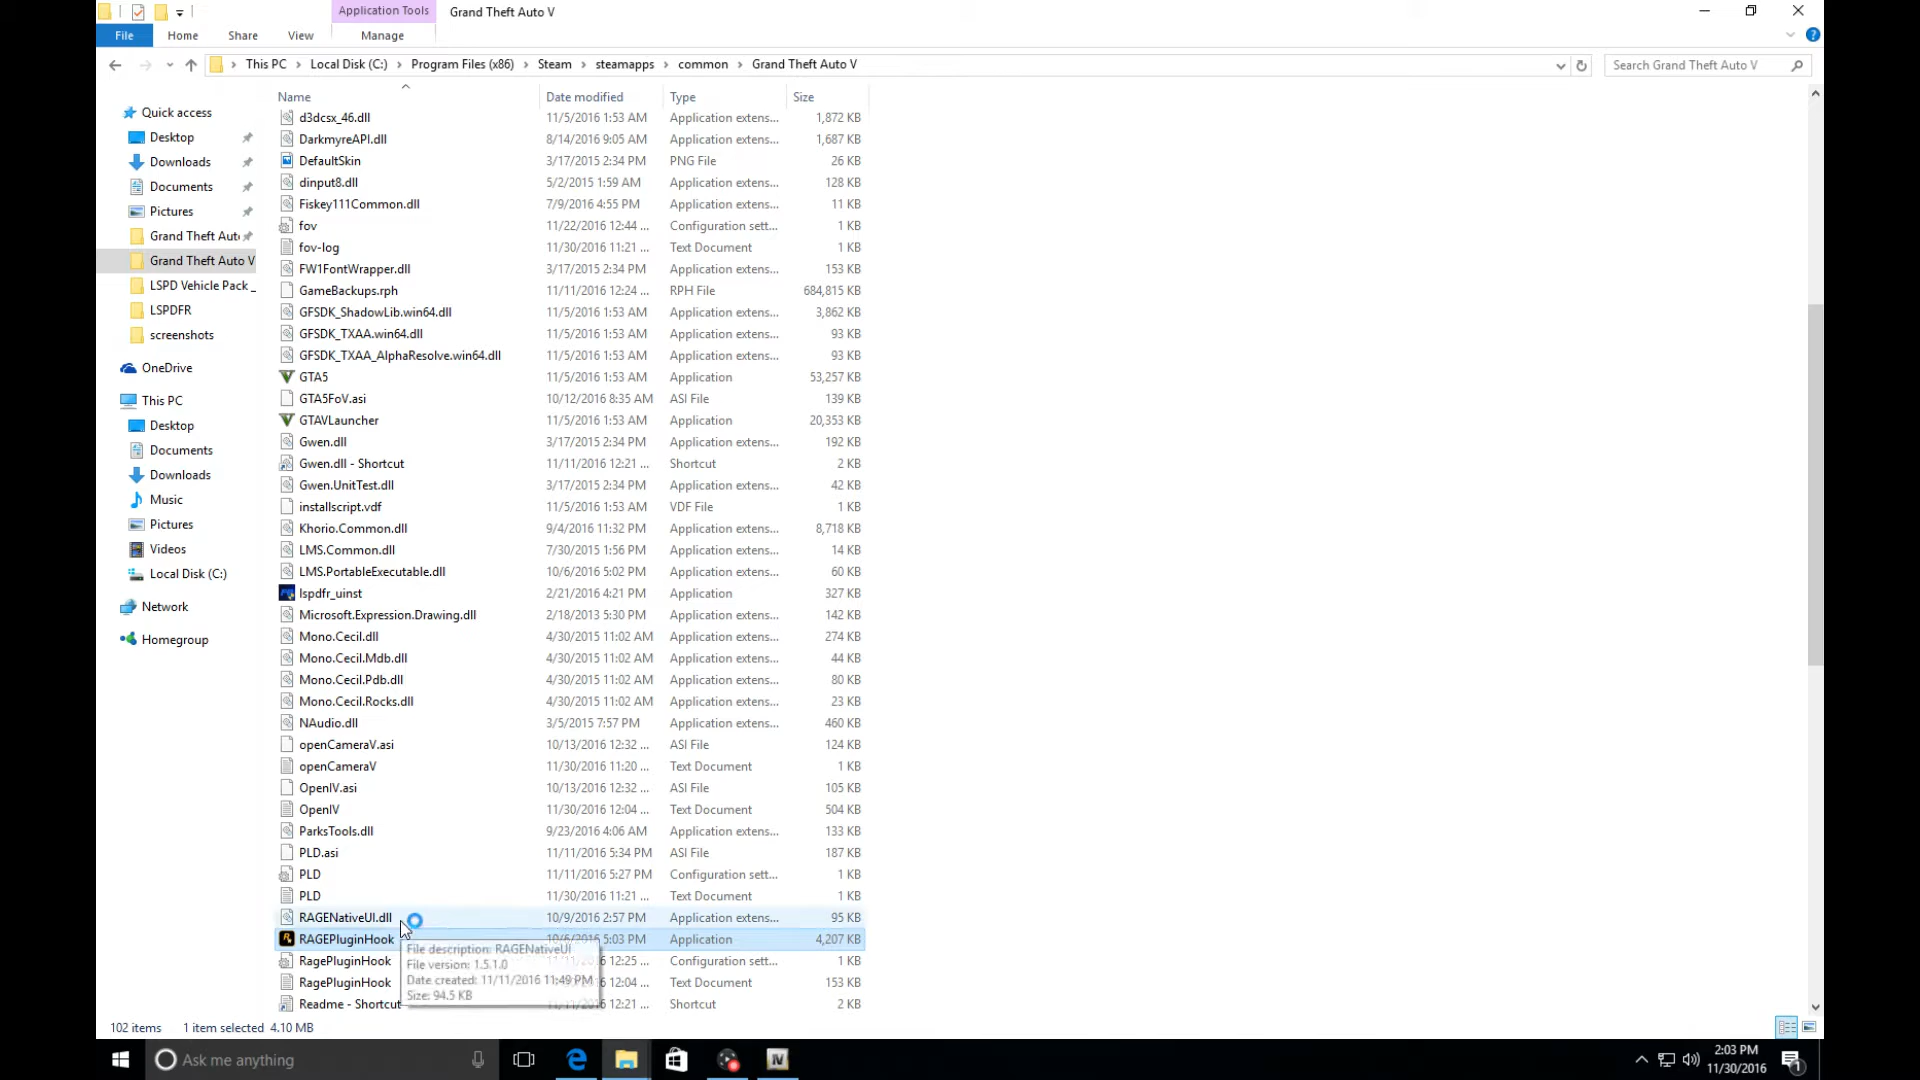 Application Tools
Grand Theft Auto V
File
Home
Share
View
Manage
This PC
Local Disk (C:)
Program Files (x86)
Steam
steamapps
common
Grand Theft Auto V
Search Grand Theft Auto V
Name
Date modified
Type
Size
d3dcsx_46.dll 11/5/2016 1:53 AM Application extens... 1,872 KB
DarkmyreAPI.dll 8/14/2016 9:05 AM Application extens... 1,687 KB
DefaultSkin 3/17/2015 2:34 PM PNG File 26 KB
dinput8.dll 5/2/2015 1:59 AM Application extens... 128 KB
Fiskey111Common.dll 7/9/2016 4:55 PM Application extens... 11 KB
fov 11/22/2016 12:44 ... Configuration sett... 1 KB
fov-log 11/30/2016 11:21 ... Text Document 1 KB
FW1FontWrapper.dll 3/17/2015 2:34 PM Application extens... 153 KB
GameBackups.rph 11/11/2016 12:24 ... RPH File 684,815 KB
GFSDK_ShadowLib.win64.dll 11/5/2016 1:53 AM Application extens... 3,862 KB
GFSDK_TXAA.win64.dll 11/5/2016 1:53 AM Application extens... 93 KB
GFSDK_TXAA_AlphaResolve.win64.dll 11/5/2016 1:53 AM Application extens... 93 KB
GTA5 11/5/2016 1:53 AM Application 53,257 KB
GTA5FoV.asi 10/12/2016 8:35 AM ASI File 139 KB
GTAVLauncher 11/5/2016 1:53 AM Application 20,353 KB
Gwen.dll 3/17/2015 2:34 PM Application extens... 192 KB
Gwen.dll - Shortcut 11/11/2016 12:21 ... Shortcut 2 KB
Gwen.UnitTest.dll 3/17/2015 2:34 PM Application extens... 42 KB
installscript.vdf 11/5/2016 1:53 AM VDF File 1 KB
Khorio.Common.dll 9/4/2016 11:32 PM Application extens... 8,718 KB
LMS.Common.dll 7/30/2015 1:56 PM Application extens... 14 KB
LMS.PortableExecutable.dll 10/6/2016 5:02 PM Application extens... 60 KB
lspdfr_uinst 2/21/2016 4:21 PM Application 327 KB
Microsoft.Expression.Drawing.dll 2/18/2013 5:30 PM Application extens... 142 KB
Mono.Cecil.dll 4/30/2015 11:02 AM Application extens... 274 KB
Mono.Cecil.Mdb.dll 4/30/2015 11:02 AM Application extens... 44 KB
Mono.Cecil.Pdb.dll 4/30/2015 11:02 AM Application extens... 80 KB
Mono.Cecil.Rocks.dll 4/30/2015 11:02 AM Application extens... 23 KB
NAudio.dll 3/5/2015 7:57 PM Application extens... 460 KB
openCameraV.asi 10/13/2016 12:32 ... ASI File 124 KB
openCameraV 11/30/2016 11:20 ... Text Document 1 KB
OpenIV.asi 10/13/2016 12:32 ... ASI File 105 KB
OpenIV 11/30/2016 12:04 ... Text Document 504 KB
ParksTools.dll 9/23/2016 4:06 AM Application extens... 133 KB
PLD.asi 11/11/2016 5:34 PM ASI File 187 KB
PLD 11/11/2016 5:27 PM Configuration sett... 1 KB
PLD 11/30/2016 11:21 ... Text Document 1 KB
RAGENativeUI.dll 10/9/2016 2:57 PM Application extens... 95 KB
RAGEPluginHook 10/6/2016 5:03 PM Application 4,207 KB
RagePluginHook 6 12:25 ... Configuration sett... 1 KB
RagePluginHook 6 12:04 ... Text Document 153 KB
Readme - Shortcut 11/11/2016 12:21 ... Shortcut 2 KB
File description: RAGENativeUI
File version: 1.5.1.0
Date created: 11/11/2016 11:49 PM
Size: 94.5 KB
Quick access
Desktop
Downloads
Documents
Pictures
Grand Theft Aut
Grand Theft Auto V
LSPD Vehicle Pack _
LSPDFR
screenshots
OneDrive
This PC
Desktop
Documents
Downloads
Music
Pictures
Videos
Local Disk (C:)
Network
Homegroup
102 items
1 item selected 4.10 MB
Ask me anything
IV
2:03 PM
11/30/2016
1